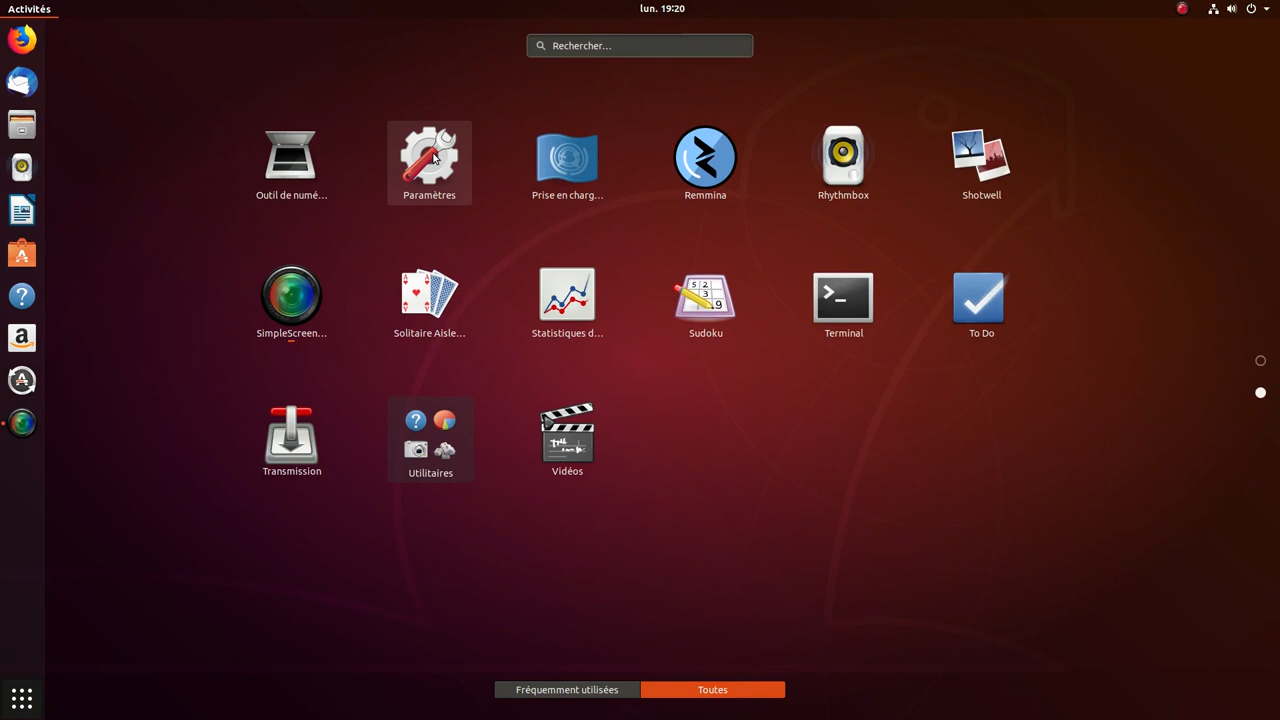 Activités
lun. 19:20
Rechercher…
Outil de numé…
Paramètres
Prise en charg…
Remmina
Rhythmbox
Shotwell
SimpleScreen…
Solitaire Aisle…
Statistiques d…
Sudoku
Terminal
To Do
Transmission
Utilitaires
Vidéos
Fréquemment utilisées
Toutes